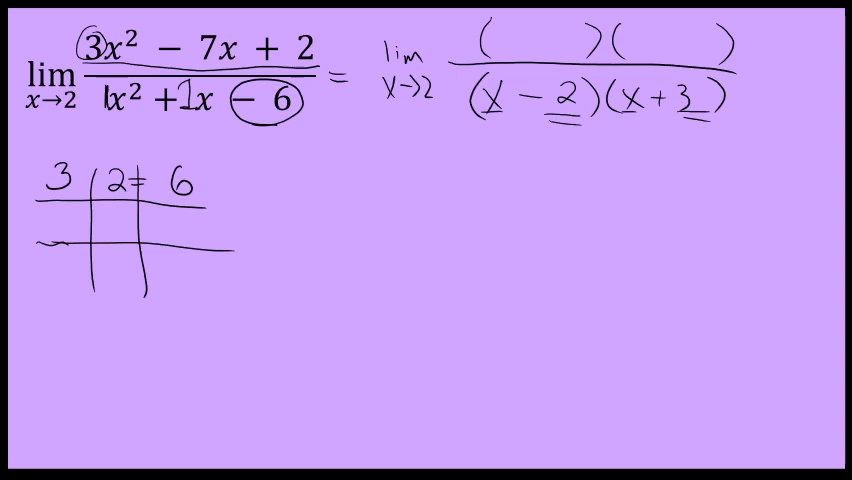 lim x→2 (3x² − 7x + 2)/(1x² + 1x − 6) = lim x→2 ( )( )/(x − 2)(x + 3)
3 2 = 6